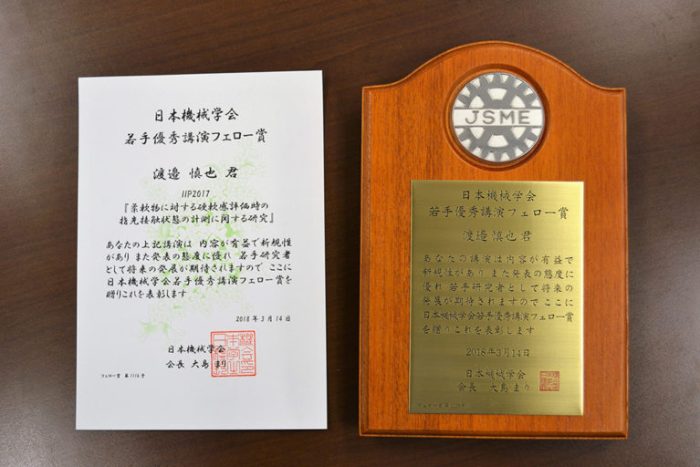 日本機械学会
若手優秀講演フェロー賞
渡邉 慎也 君
IIP2017
『柔軟物に対する硬軟感評価時の
指先接触状態の計測に関する研究』
あなたの上記講演は 内容が有益で新規性
があり また発表の態度に優れ 若手研究者
として将来の発展が期待されますので ここに
日本機械学会若手優秀講演フェロー賞を
贈りこれを表彰します
2018年3月14日
日本機械学会
会長 大島 まり
フェロー賞 第1116号
JSME
日本機械学会
若手優秀講演フェロー賞
渡邉慎也 君
あなたの講演は内容が有益で
新規性があり また発表の態度に
優れ 若手研究者として将来の
発展が期待されますので ここに
日本機械学会若手優秀講演フェロー賞
を贈りこれを表彰します
2018年3月14日
日本機械学会
会長 大島 まり